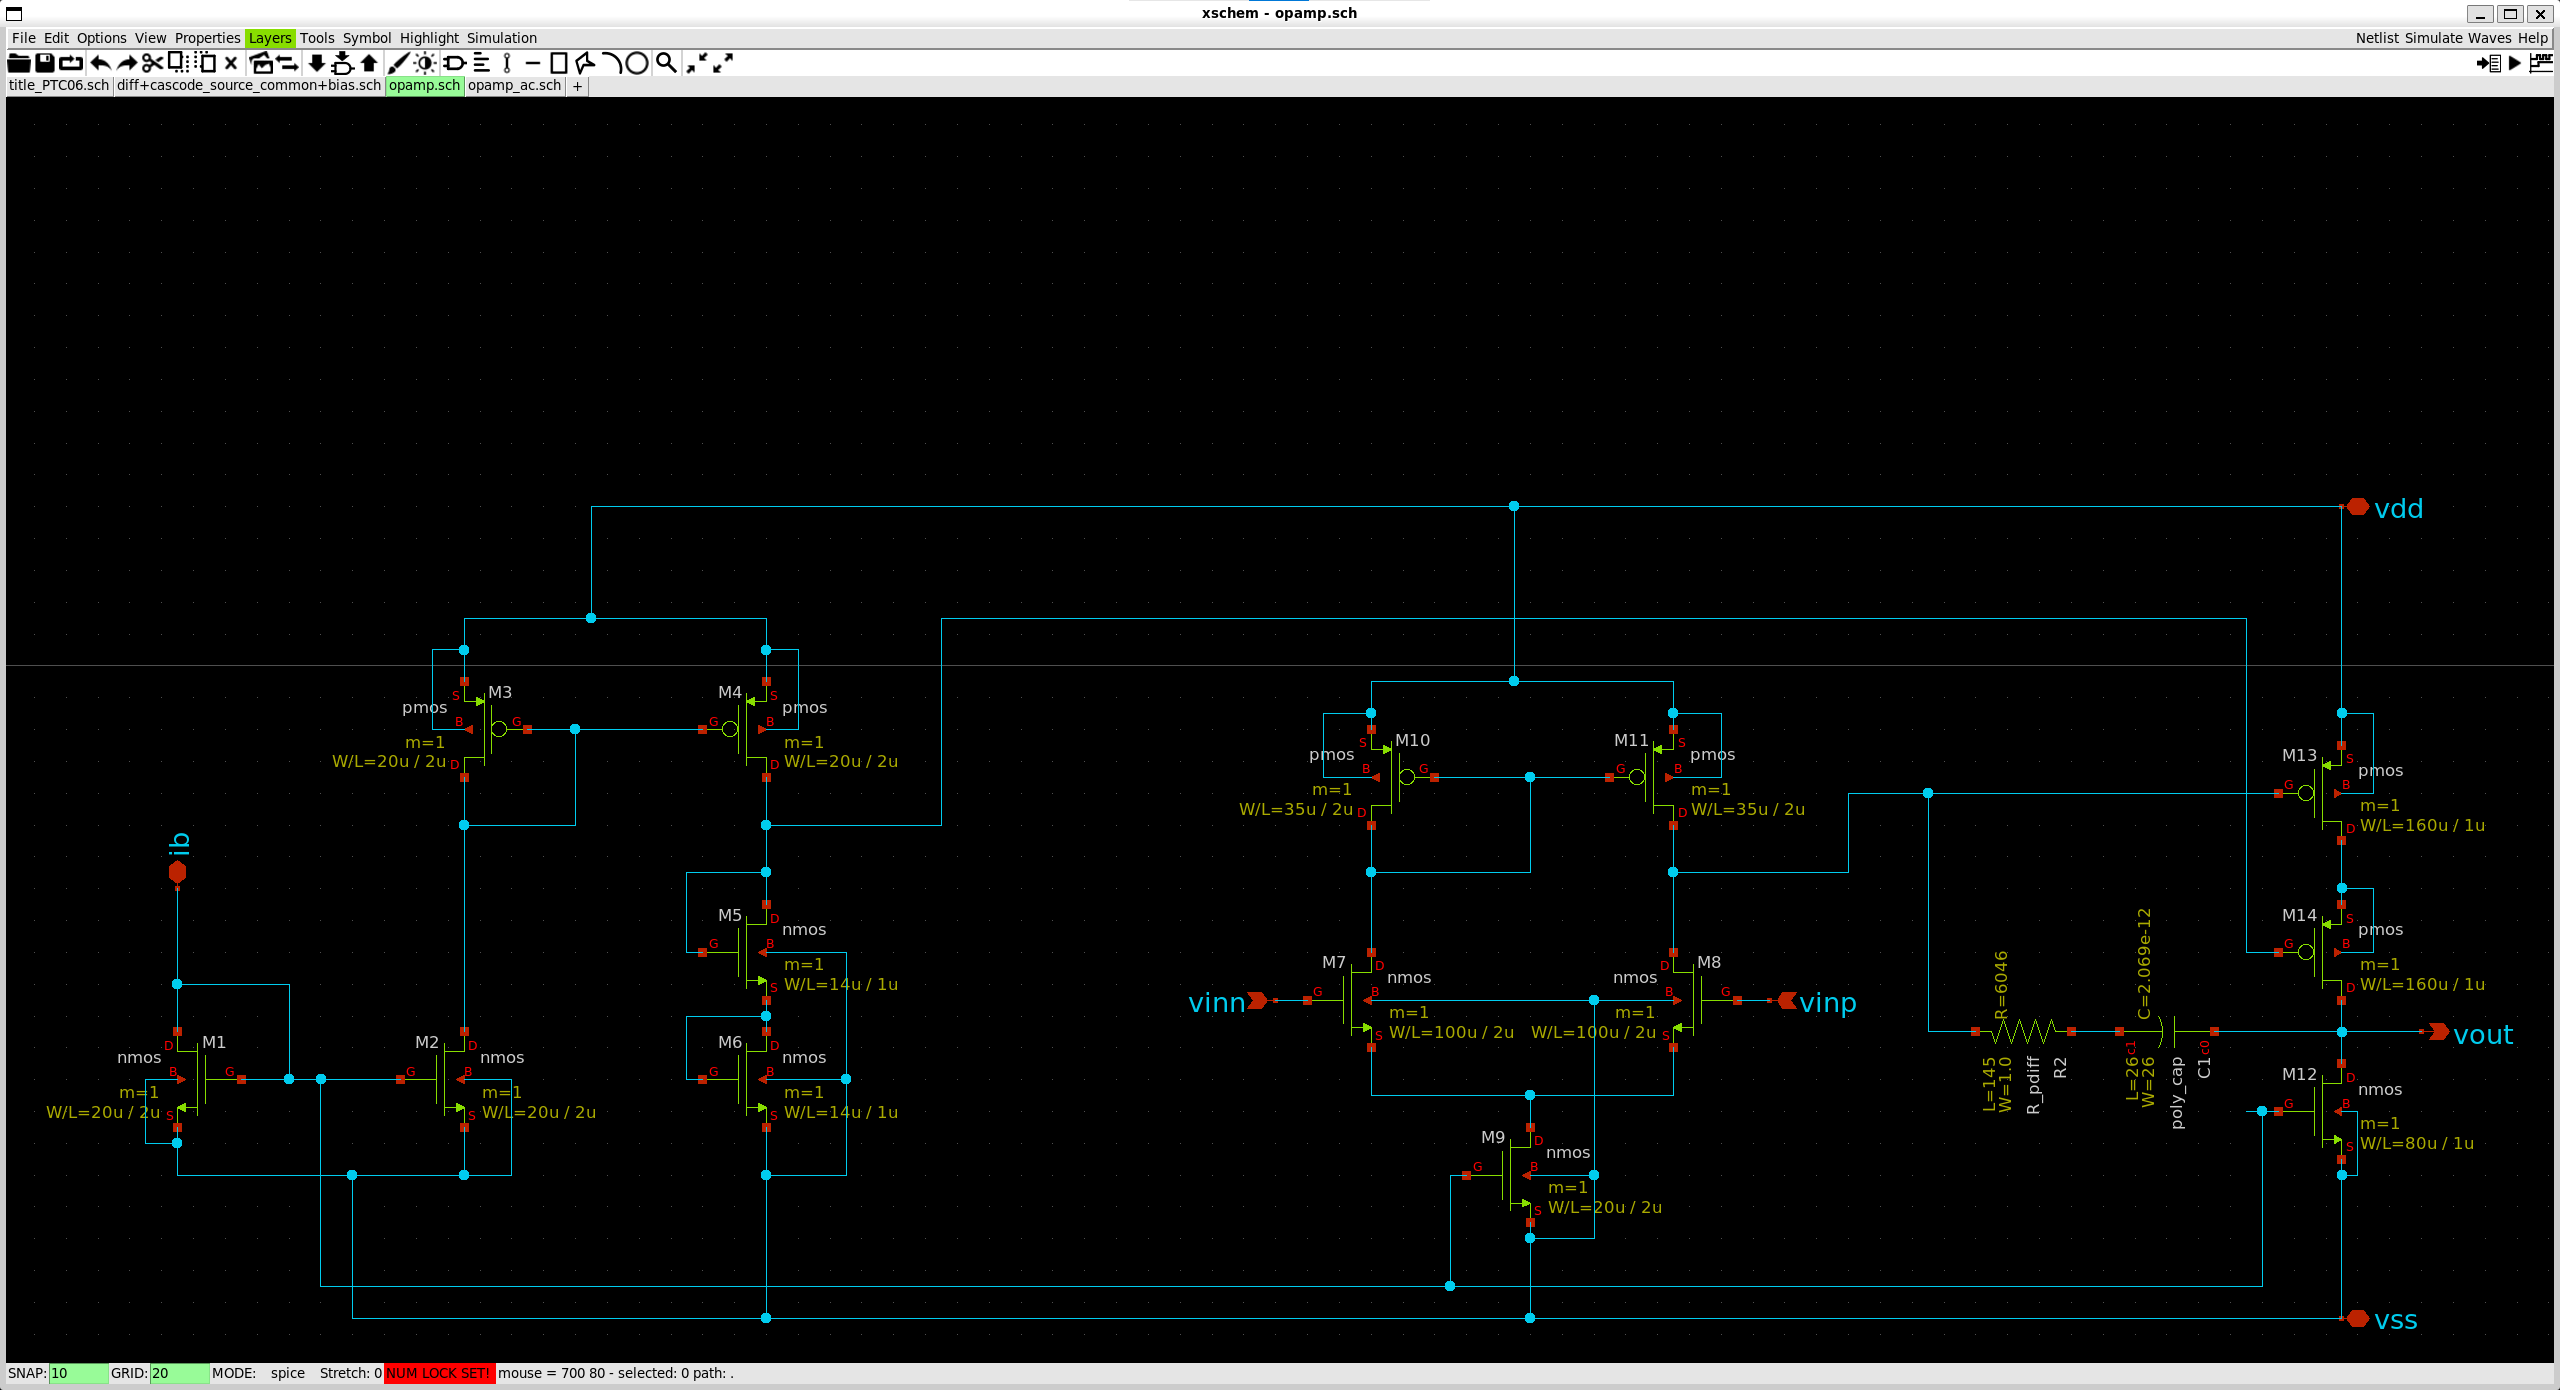 xschem - opamp.sch
File Edit Options View Properties Layers Tools Symbol Highlight Simulation Netlist Simulate Waves Help
title_PTC06.sch diff+cascode_source_common+bias.sch opamp.sch opamp_ac.sch +
vdd
S M3
pmos
B G
m=1
W/L=20u / 2u D
M4 S
pmos
G B
m=1
W/L=20u / 2u
D
S M10
pmos
B G
m=1
W/L=35u / 2u D
M11 S
pmos
G B
m=1
W/L=35u / 2u
D
M13 S
pmos
G B
m=1
W/L=160u / 1u
D
ib
M5 D
nmos
G B
m=1
W/L=14u / 1u
S
M14 S
pmos
G B
m=1
W/L=160u / 1u
D
vinn
M7 D
nmos
G B
m=1
W/L=100u / 2u
S
M8 D
nmos
B G
m=1
W/L=100u / 2u
S
vinp
R=6046
L=145
W=1.0
R_pdiff
R2
C=2.069e-12
c1
L=26
W=26
poly_cap
C1
c0
vout
D M1
nmos
B G
m=1
W/L=20u / 2u S
M2 D
nmos
G B
m=1
W/L=20u / 2u
S
M6 D
nmos
G B
m=1
W/L=14u / 1u
S
M12 D
nmos
G B
m=1
W/L=80u / 1u
S
M9 D
nmos
G B
m=1
W/L=20u / 2u
S
vss
SNAP: 10 GRID: 20 MODE: spice Stretch: 0 NUM LOCK SET! mouse = 700 80 - selected: 0 path: .